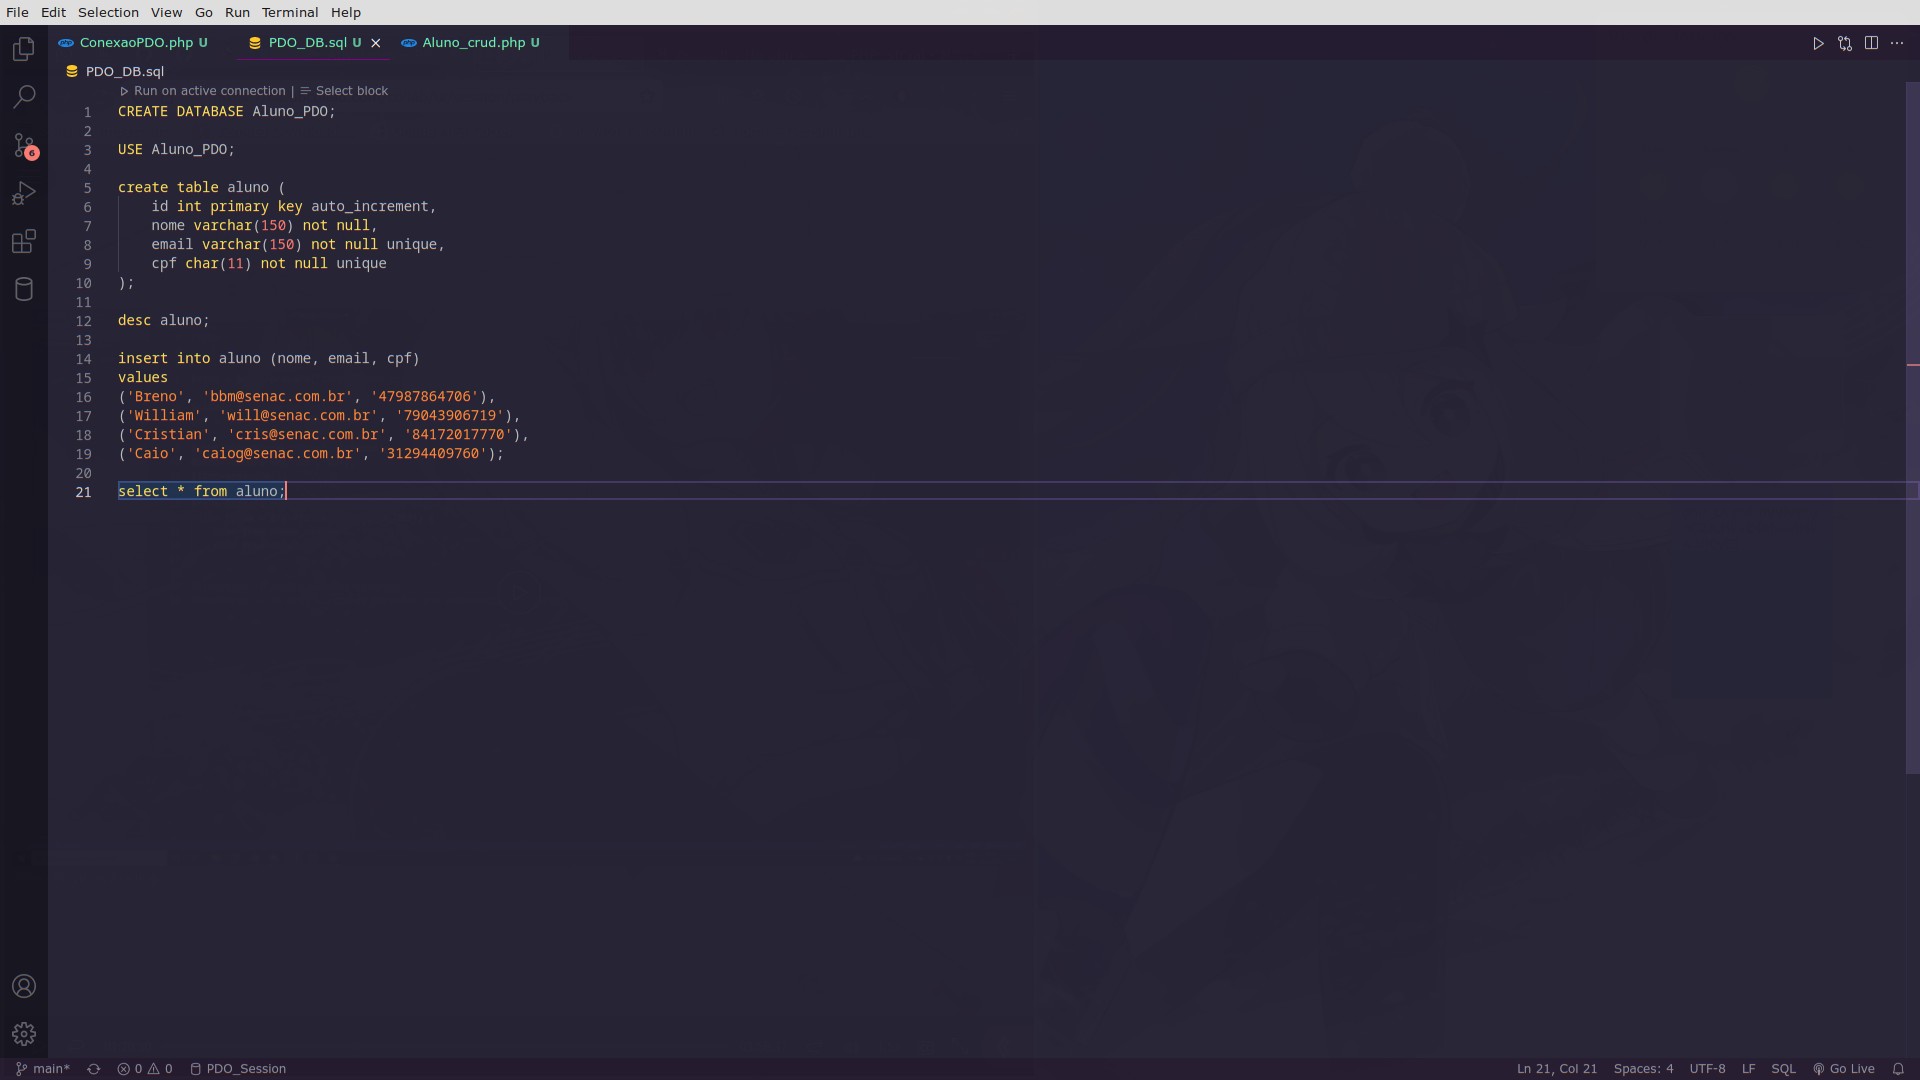 File Edit Selection View Go Run Terminal Help
ConexaoPDO.php U PDO_DB.sql U Aluno_crud.php U
PDO_DB.sql
Run on active connection | Select block
1 CREATE DATABASE Aluno_PDO;
2
3 USE Aluno_PDO;
4
5 create table aluno (
6 id int primary key auto_increment,
7 nome varchar(150) not null,
8 email varchar(150) not null unique,
9 cpf char(11) not null unique
10 );
11
12 desc aluno;
13
14 insert into aluno (nome, email, cpf)
15 values
16 ('Breno', 'bbm@senac.com.br', '47987864706'),
17 ('William', 'will@senac.com.br', '79043906719'),
18 ('Cristian', 'cris@senac.com.br', '84172017770'),
19 ('Caio', 'caiog@senac.com.br', '31294409760');
20
21 select * from aluno;
6
main* 0 0 PDO_Session Ln 21, Col 21 Spaces: 4 UTF-8 LF SQL Go Live